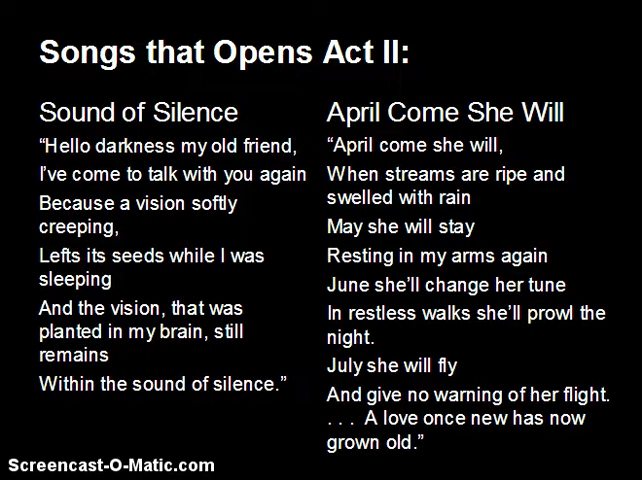 Songs that Opens Act II:
Sound of Silence
“Hello darkness my old friend,
I’ve come to talk with you again
Because a vision softly
creeping,
Lefts its seeds while I was
sleeping
And the vision, that was
planted in my brain, still
remains
Within the sound of silence.”
April Come She Will
“April come she will,
When streams are ripe and
swelled with rain
May she will stay
Resting in my arms again
June she’ll change her tune
In restless walks she’ll prowl the
night.
July she will fly
And give no warning of her flight.
. . . . A love once new has now
grown old.”
Screencast-O-Matic.com